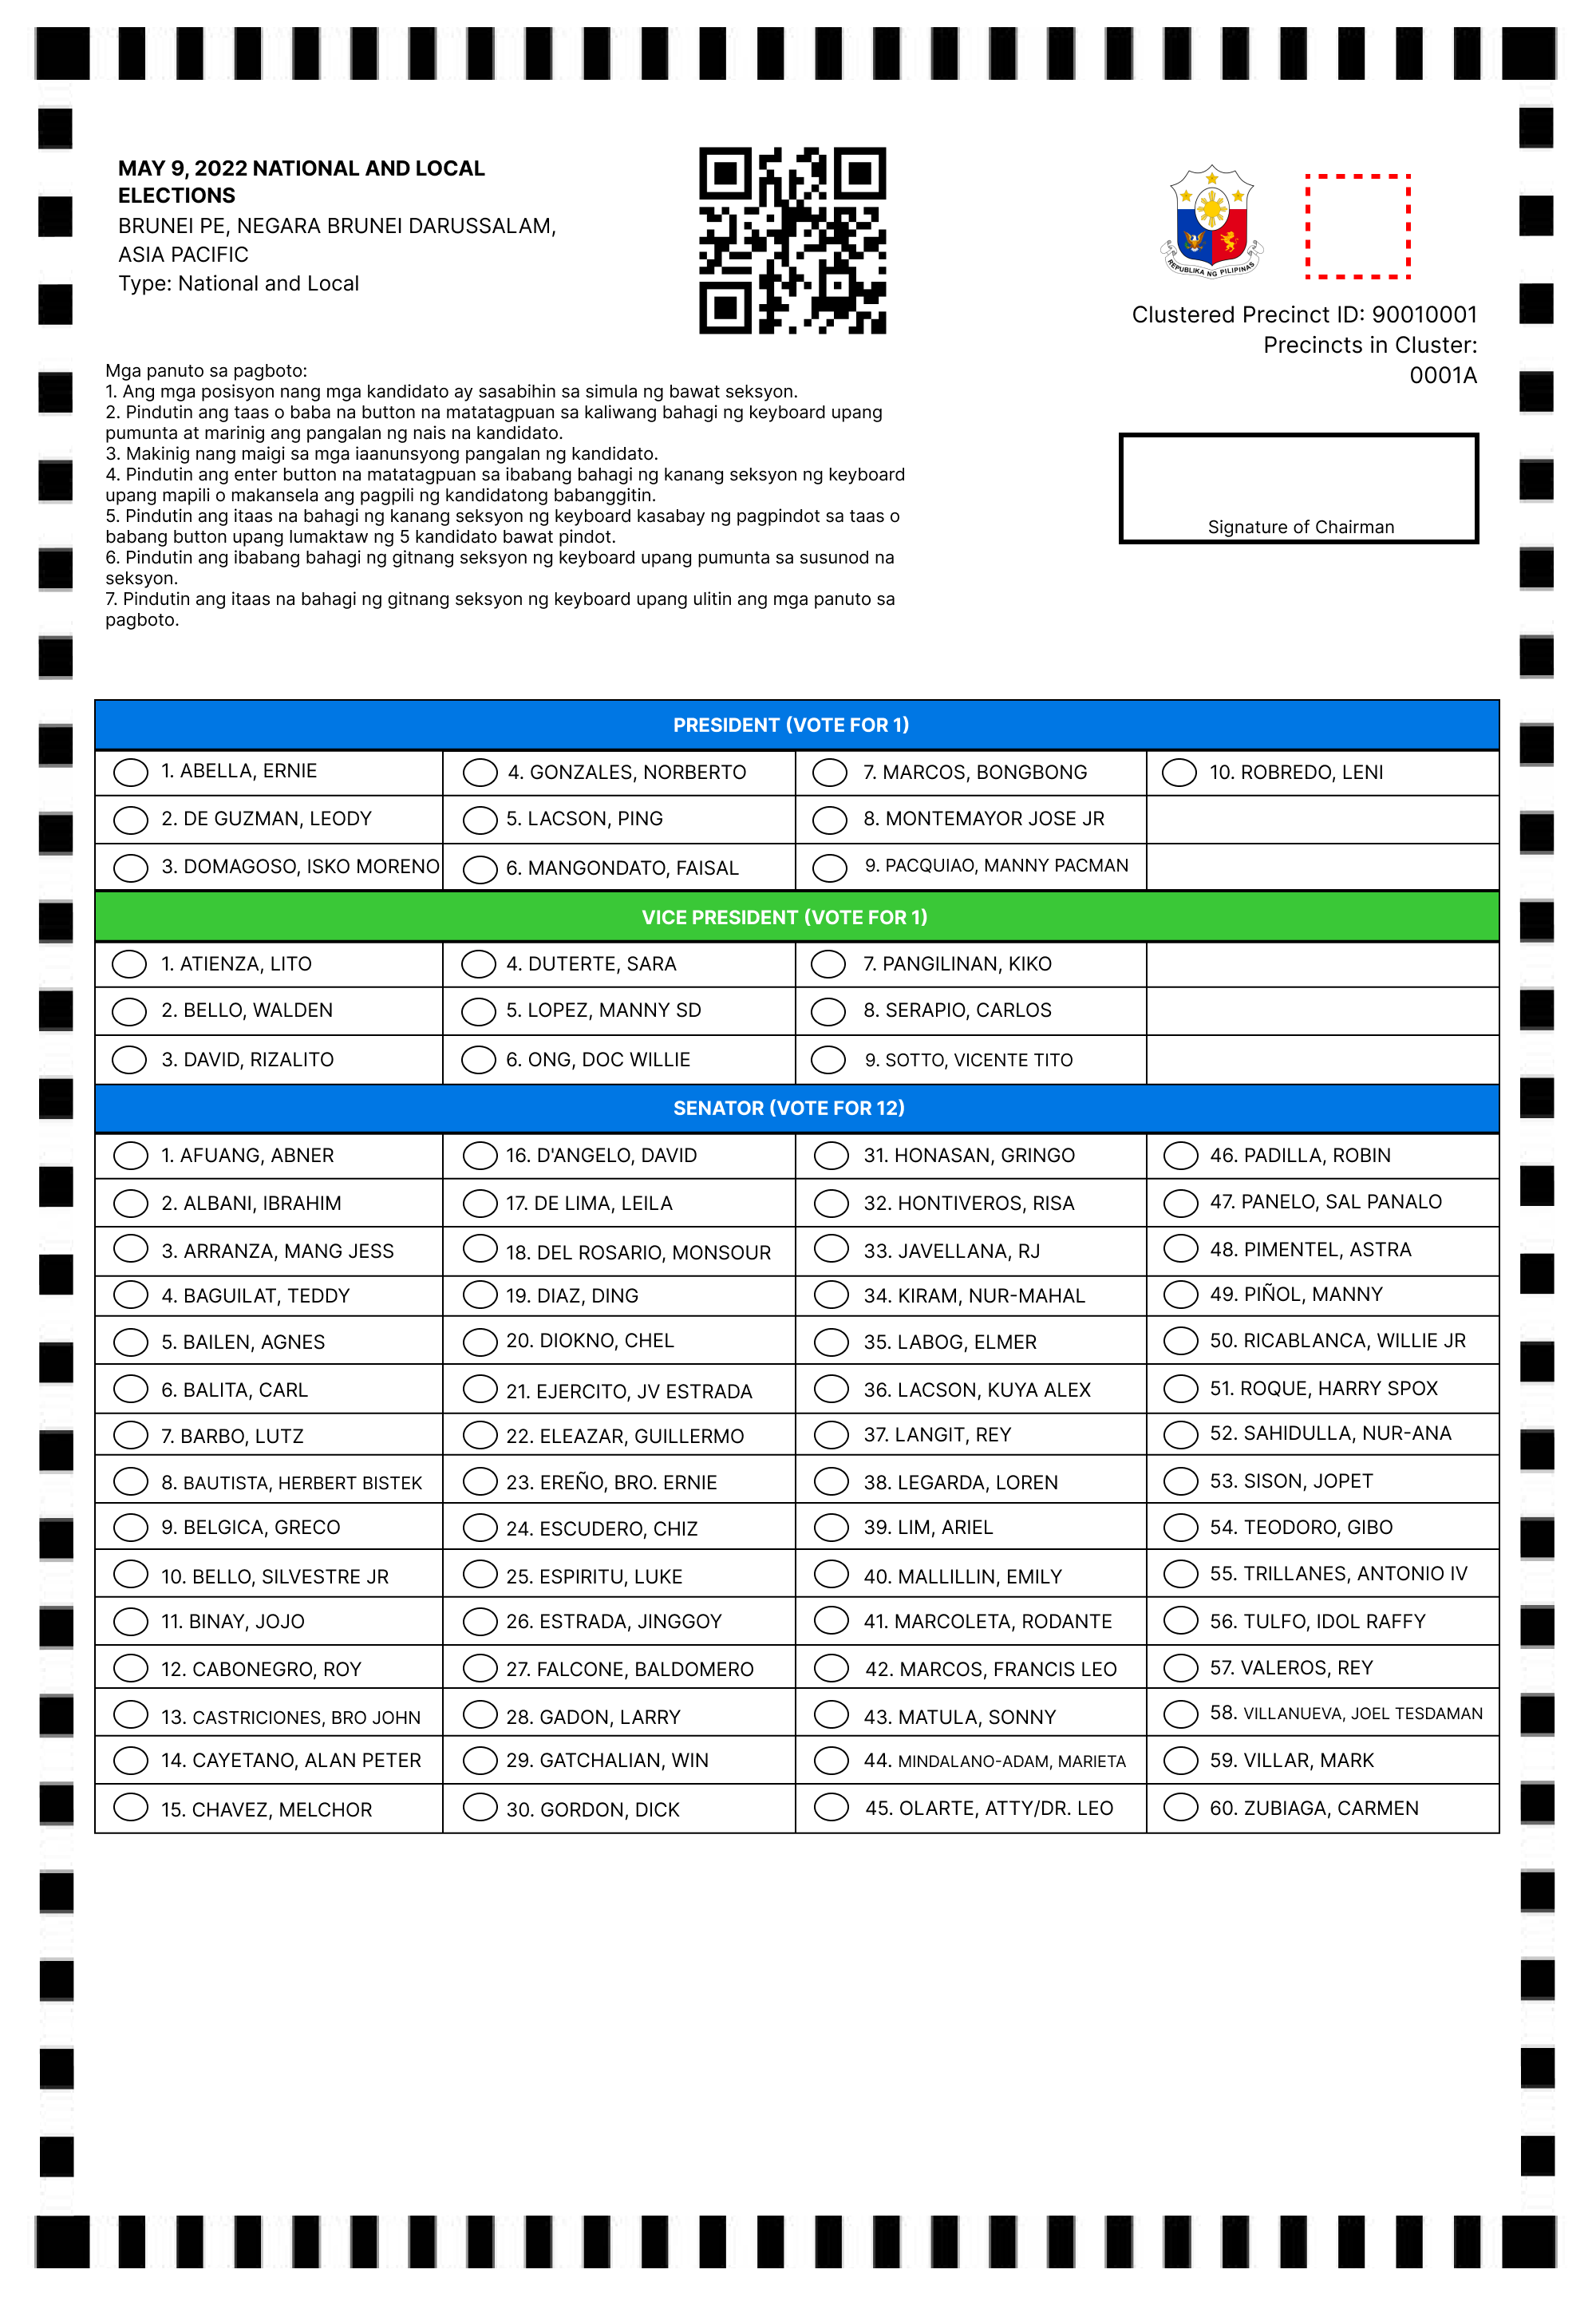 MAY 9, 2022 NATIONAL AND LOCAL
ELECTIONS
BRUNEI PE, NEGARA BRUNEI DARUSSALAM,
ASIA PACIFIC
Type: National and Local
REPUBLIKA NG PILIPINAS
Clustered Precinct ID: 90010001
Precincts in Cluster:
0001A
Mga panuto sa pagboto:
1. Ang mga posisyon nang mga kandidato ay sasabihin sa simula ng bawat seksyon.
2. Pindutin ang taas o baba na button na matatagpuan sa kaliwang bahagi ng keyboard upang
pumunta at marinig ang pangalan ng nais na kandidato.
3. Makinig nang maigi sa mga iaanunsyong pangalan ng kandidato.
4. Pindutin ang enter button na matatagpuan sa ibabang bahagi ng kanang seksyon ng keyboard
upang mapili o makansela ang pagpili ng kandidatong babanggitin.
5. Pindutin ang itaas na bahagi ng kanang seksyon ng keyboard kasabay ng pagpindot sa taas o
babang button upang lumaktaw ng 5 kandidato bawat pindot.
6. Pindutin ang ibabang bahagi ng gitnang seksyon ng keyboard upang pumunta sa susunod na
seksyon.
7. Pindutin ang itaas na bahagi ng gitnang seksyon ng keyboard upang ulitin ang mga panuto sa
pagboto.
Signature of Chairman
PRESIDENT (VOTE FOR 1)
1. ABELLA, ERNIE 4. GONZALES, NORBERTO 7. MARCOS, BONGBONG 10. ROBREDO, LENI
2. DE GUZMAN, LEODY 5. LACSON, PING 8. MONTEMAYOR JOSE JR
3. DOMAGOSO, ISKO MORENO 6. MANGONDATO, FAISAL 9. PACQUIAO, MANNY PACMAN
VICE PRESIDENT (VOTE FOR 1)
1. ATIENZA, LITO 4. DUTERTE, SARA 7. PANGILINAN, KIKO
2. BELLO, WALDEN 5. LOPEZ, MANNY SD 8. SERAPIO, CARLOS
3. DAVID, RIZALITO 6. ONG, DOC WILLIE 9. SOTTO, VICENTE TITO
SENATOR (VOTE FOR 12)
1. AFUANG, ABNER 16. D'ANGELO, DAVID 31. HONASAN, GRINGO 46. PADILLA, ROBIN
2. ALBANI, IBRAHIM 17. DE LIMA, LEILA 32. HONTIVEROS, RISA 47. PANELO, SAL PANALO
3. ARRANZA, MANG JESS 18. DEL ROSARIO, MONSOUR 33. JAVELLANA, RJ 48. PIMENTEL, ASTRA
4. BAGUILAT, TEDDY 19. DIAZ, DING 34. KIRAM, NUR-MAHAL 49. PIÑOL, MANNY
5. BAILEN, AGNES 20. DIOKNO, CHEL 35. LABOG, ELMER 50. RICABLANCA, WILLIE JR
6. BALITA, CARL 21. EJERCITO, JV ESTRADA 36. LACSON, KUYA ALEX 51. ROQUE, HARRY SPOX
7. BARBO, LUTZ 22. ELEAZAR, GUILLERMO 37. LANGIT, REY 52. SAHIDULLA, NUR-ANA
8. BAUTISTA, HERBERT BISTEK 23. EREÑO, BRO. ERNIE 38. LEGARDA, LOREN 53. SISON, JOPET
9. BELGICA, GRECO 24. ESCUDERO, CHIZ 39. LIM, ARIEL 54. TEODORO, GIBO
10. BELLO, SILVESTRE JR 25. ESPIRITU, LUKE 40. MALLILLIN, EMILY 55. TRILLANES, ANTONIO IV
11. BINAY, JOJO 26. ESTRADA, JINGGOY 41. MARCOLETA, RODANTE 56. TULFO, IDOL RAFFY
12. CABONEGRO, ROY 27. FALCONE, BALDOMERO 42. MARCOS, FRANCIS LEO 57. VALEROS, REY
13. CASTRICIONES, BRO JOHN 28. GADON, LARRY 43. MATULA, SONNY 58. VILLANUEVA, JOEL TESDAMAN
14. CAYETANO, ALAN PETER 29. GATCHALIAN, WIN 44. MINDALANO-ADAM, MARIETA 59. VILLAR, MARK
15. CHAVEZ, MELCHOR 30. GORDON, DICK 45. OLARTE, ATTY/DR. LEO 60. ZUBIAGA, CARMEN